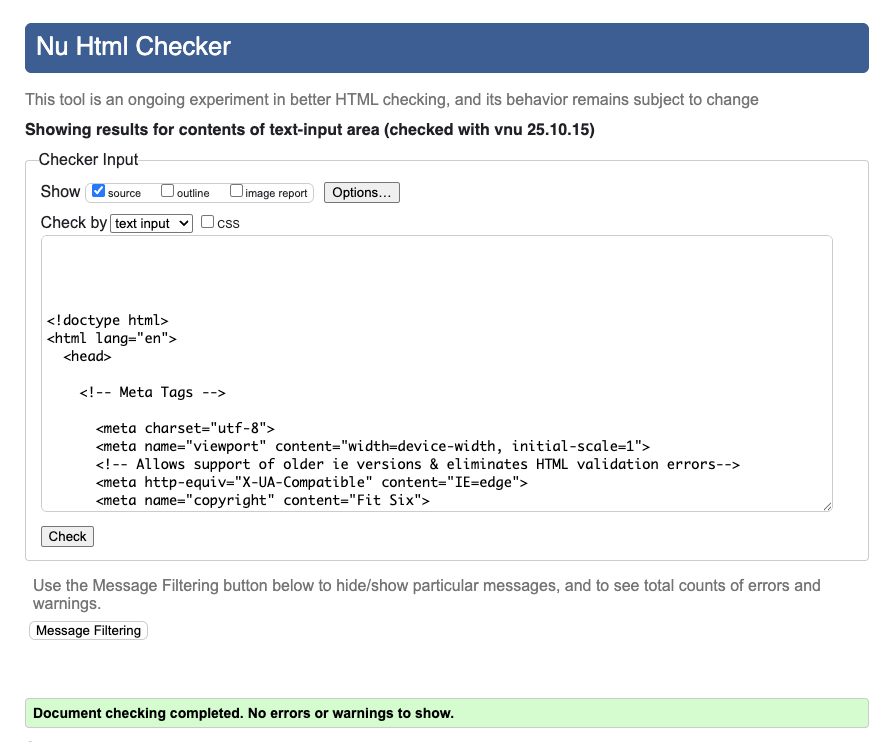 Nu Html Checker
This tool is an ongoing experiment in better HTML checking, and its behavior remains subject to change
Showing results for contents of text-input area (checked with vnu 25.10.15)
Checker Input
Show source outline image report Options...
Check by text input CSS
<!doctype html>
<html lang="en">
<head>
<!-- Meta Tags -->
<meta charset="utf-8">
<meta name="viewport" content="width=device-width, initial-scale=1">
<!-- Allows support of older ie versions & eliminates HTML validation errors-->
<meta http-equiv="X-UA-Compatible" content="IE=edge">
<meta name="copyright" content="Fit Six">
Check
Use the Message Filtering button below to hide/show particular messages, and to see total counts of errors and
warnings.
Message Filtering
Document checking completed. No errors or warnings to show.